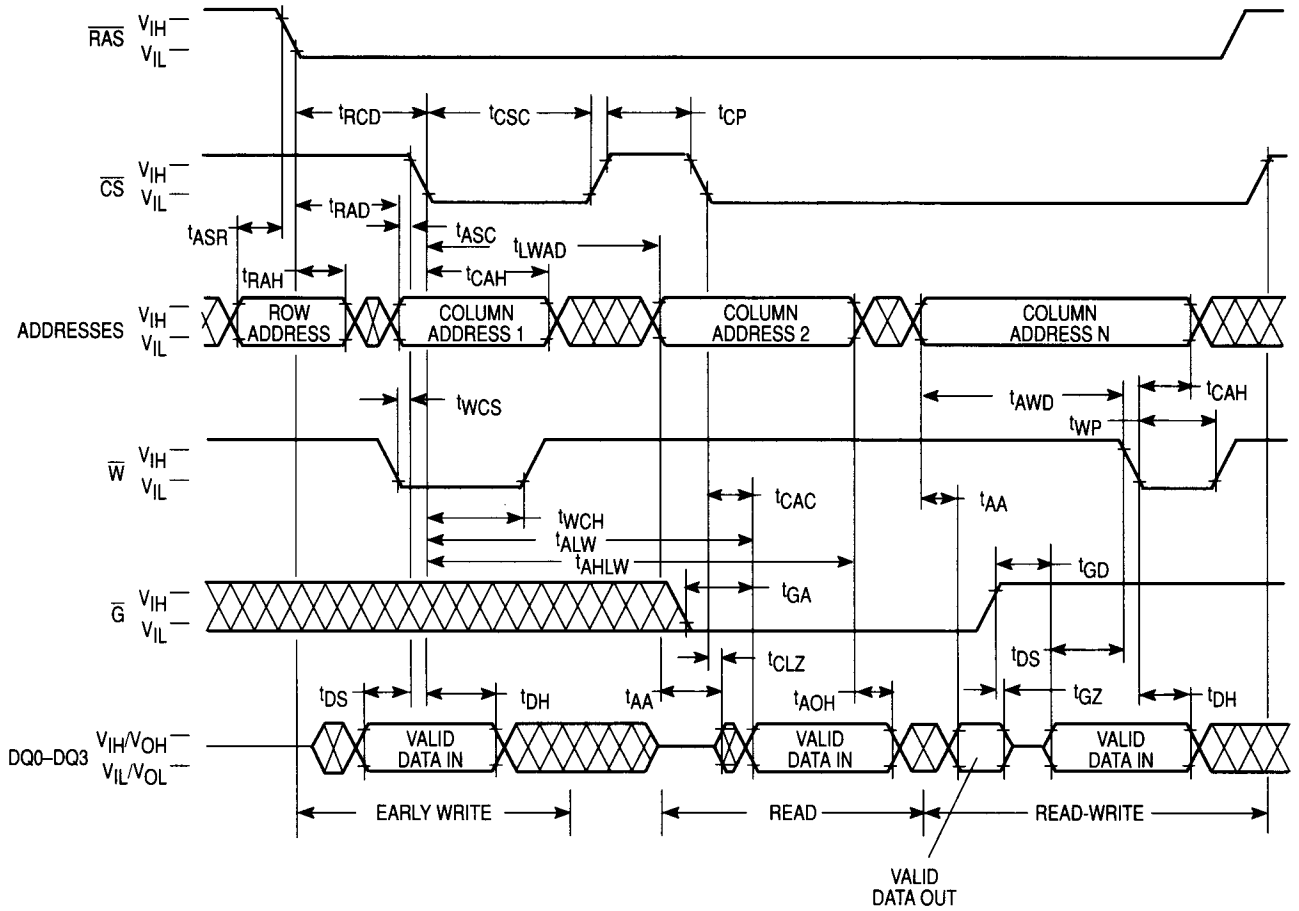 RAS VIH
VIL
tRCD tCSC tCP
CS VIH
VIL
tASR tRAD tASC tLWAD
tRAH tCAH
ADDRESSES VIH
VIL
ROW
ADDRESS
COLUMN
ADDRESS 1
COLUMN
ADDRESS 2
COLUMN
ADDRESS N
tWCS tAWD tCAH
tWP
W VIH
VIL
tCAC tAA
tWCH
tALW
tAHLW
G VIH
VIL
tGA tGD
tCLZ tDS
tDS tDH tAA tAOH tGZ tDH
DQ0–DQ3 VIH/VOH
VIL/VOL
VALID
DATA IN
VALID
DATA IN
VALID
DATA IN
EARLY WRITE READ READ-WRITE
VALID
DATA OUT